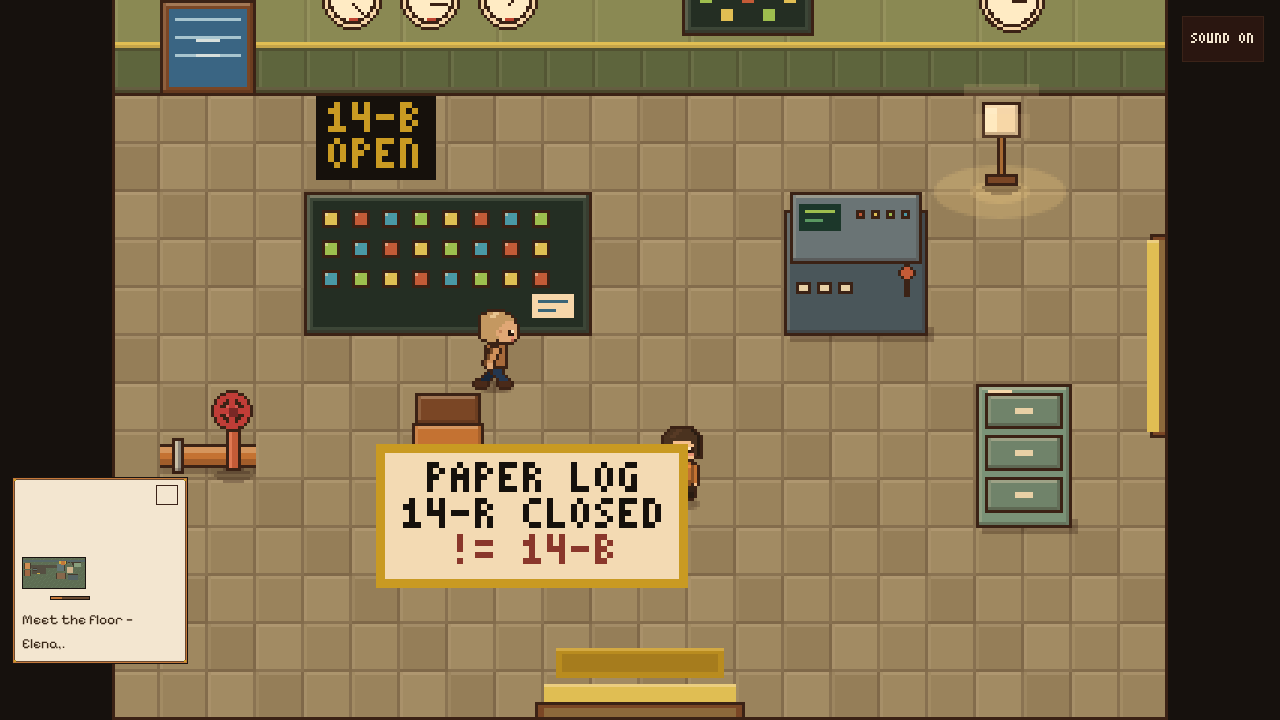 sound on
14-B
OPEN
PAPER LOG
14-R CLOSED
!= 14-B
Meet the Floor -
Elena..